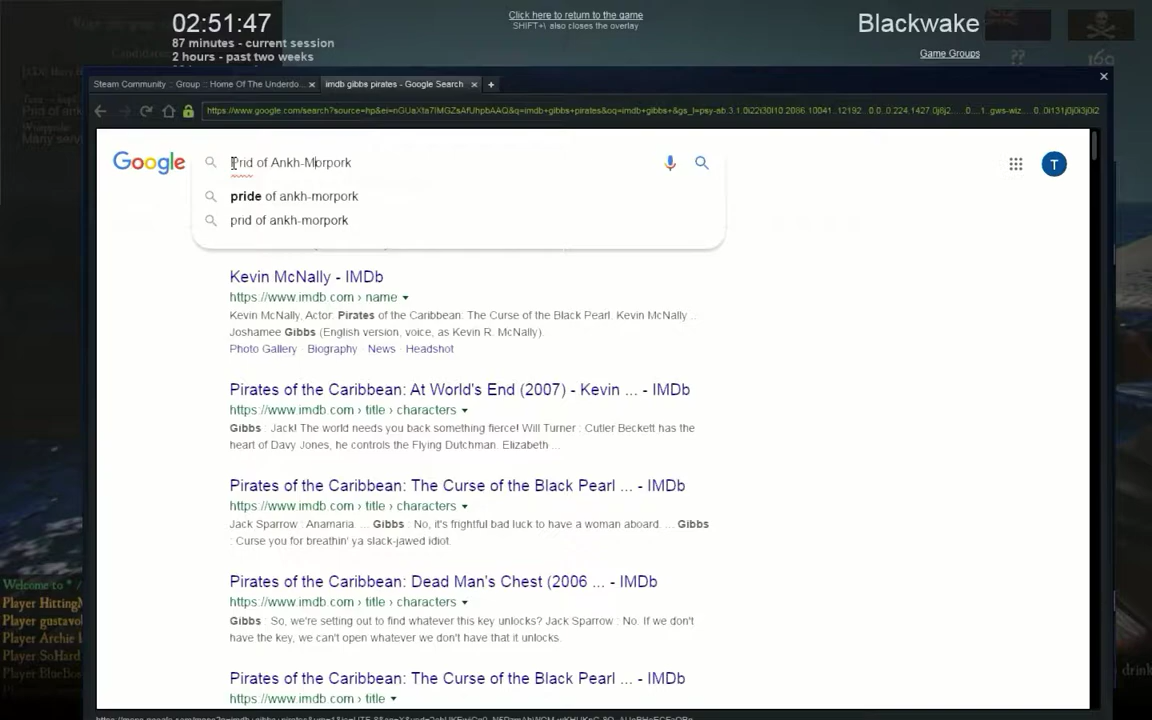 02:51:47
87 minutes - current session
2 hours - past two weeks
Click here to return to the game
SHIFT+\ also closes the overlay
Blackwake
Game Groups
??
Steam Community :: Group :: Home Of The Underdo...
imdb gibbs pirates - Google Search
Google
Prid of Ankh-Morpork
T
pride of ankh-morpork
prid of ankh-morpork
Kevin McNally - IMDb
https://www.imdb.com › name
Kevin McNally, Actor: Pirates of the Caribbean: The Curse of the Black Pearl. Kevin McNally ...
Joshamee Gibbs (English version, voice, as Kevin R. McNally).
Photo Gallery · Biography · News · Headshot
Pirates of the Caribbean: At World's End (2007) - Kevin ... - IMDb
https://www.imdb.com › title › characters
Gibbs : Jack! The world needs you back something fierce! Will Turner : Cutler Beckett has the
heart of Davy Jones, he controls the Flying Dutchman. Elizabeth ...
Pirates of the Caribbean: The Curse of the Black Pearl ... - IMDb
https://www.imdb.com › title › characters
Jack Sparrow : Anamaria. ... Gibbs : No, it's frightful bad luck to have a woman aboard. ... Gibbs
: Curse you for breathin' ya slack-jawed idiot.
Pirates of the Caribbean: Dead Man's Chest (2006 ... - IMDb
https://www.imdb.com › title › characters
Gibbs : So, we're setting out to find whatever this key unlocks? Jack Sparrow : No. If we don't
have the key, we can't open whatever we don't have that it unlocks.
Pirates of the Caribbean: The Curse of the Black Pearl ... - IMDb
https://www.imdb.com › title
Welcome to * /
Player Hitting
Player gustavo
Player Archie
Player SoHard
Player BlueBo
drink